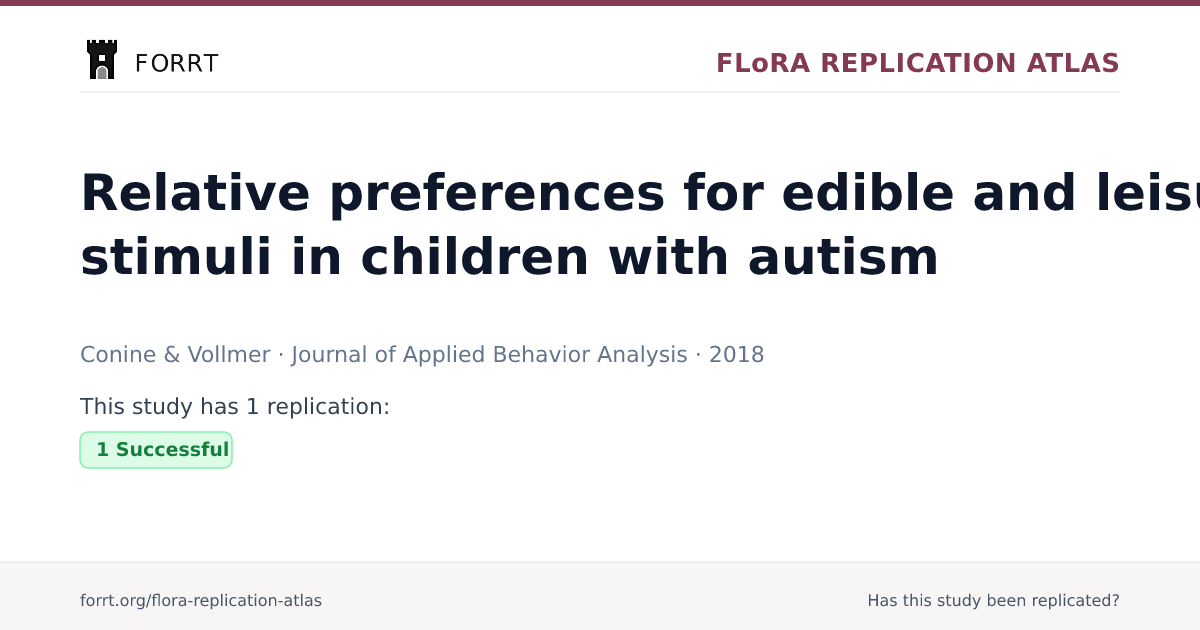 FORRT
FLoRA REPLICATION ATLAS
Relative preferences for edible and
stimuli in children with autism
Conine & Vollmer · Journal of Applied Behavior Analysis · 2018
This study has 1 replication:
1 Successful
forrt.org/flora-replication-atlas
Has this study been replicated?